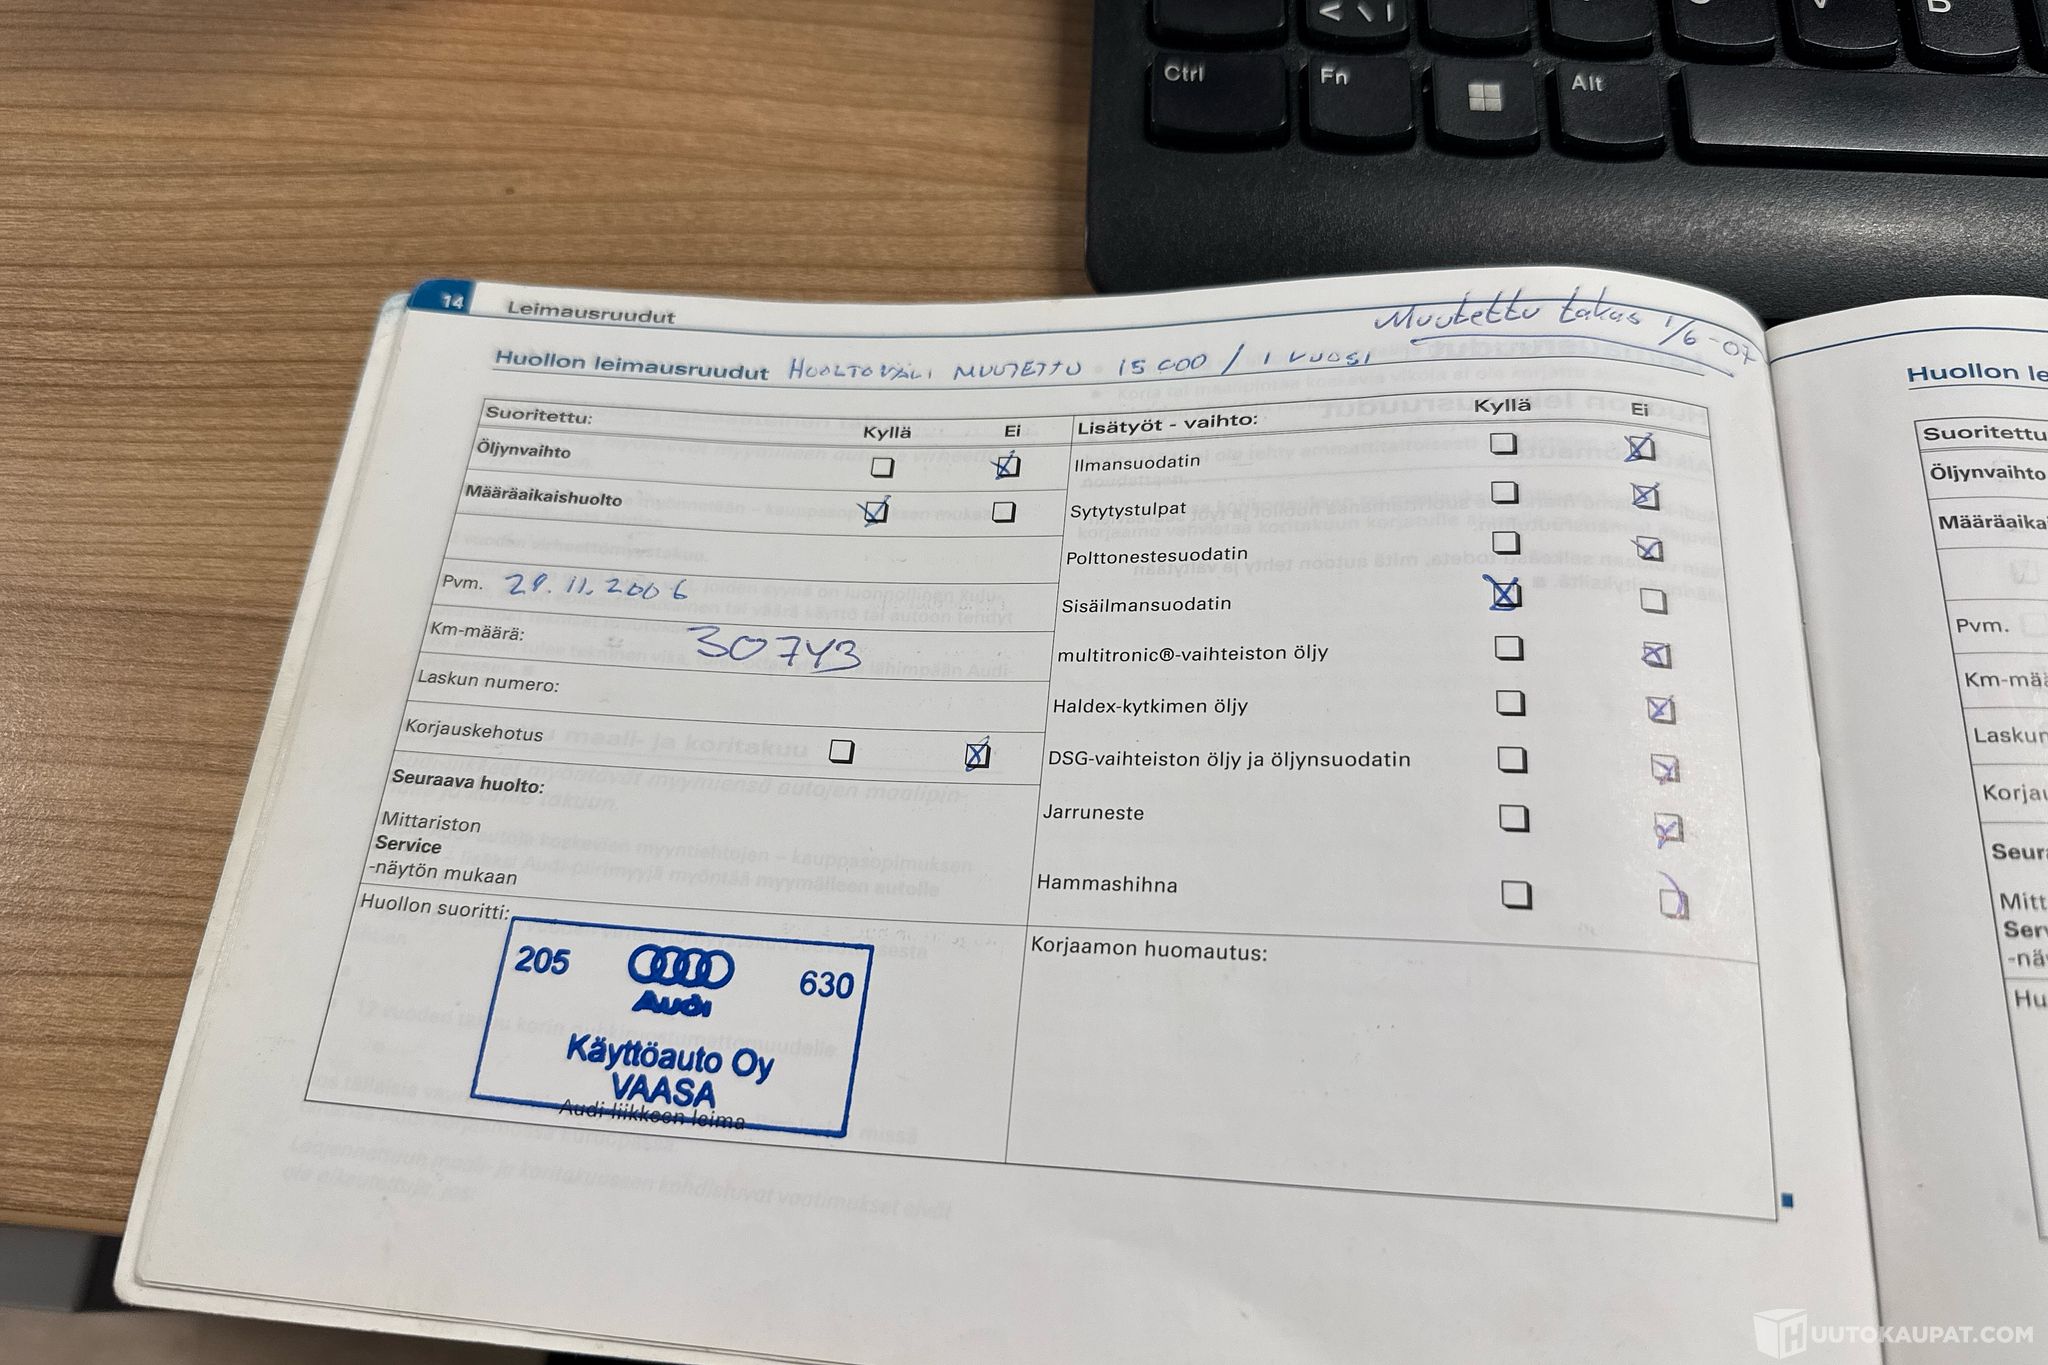 Ctrl
Fn
Alt
B
14 Leimausruudut
Muutettu takas 1/6-07
Huollon leimausruudut HUOLTOVÄLI MUUTETTU 15 000 / 1 VUOSI
Suoritettu: Kyllä Ei
Öljynvaihto
Määräaikaishuolto
Pvm. 29.11.2006
Km-määrä: 30743
Laskun numero:
Korjauskehotus
Seuraava huolto:
Mittariston
Service
-näytön mukaan
Huollon suoritti:
205 630
Audi
Käyttöauto Oy
VAASA
Audi-liikkeen leima
Lisätyöt - vaihto: Kyllä Ei
Ilmansuodatin
Sytytystulpat
Polttonestesuodatin
Sisäilmansuodatin
multitronic®-vaihteiston öljy
Haldex-kytkimen öljy
DSG-vaihteiston öljy ja öljynsuodatin
Jarruneste
Hammashihna
Korjaamon huomautus:
Huollon le
Suoritettu
Öljynvaihto
Määräaika
Pvm.
Km-mää
Laskun
Korjau
Seura
Mitt
Serv
-nä
Hu
HUUTOKAUPAT.COM